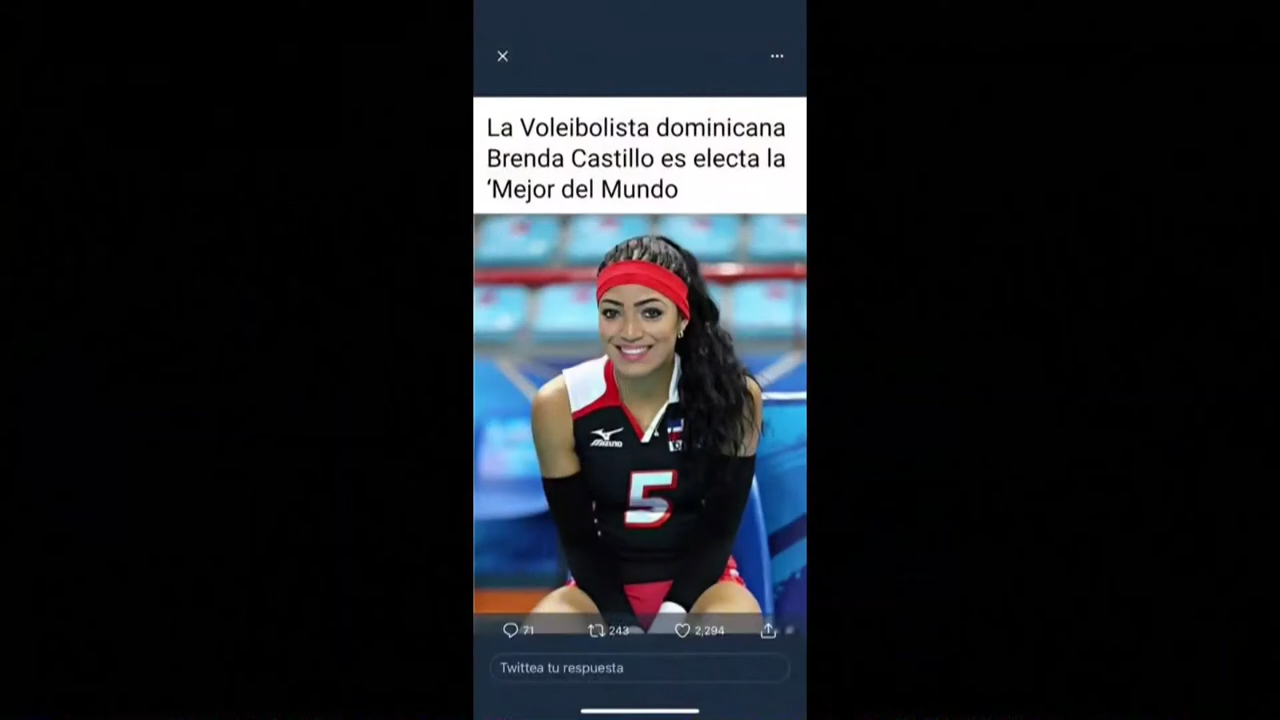 La Voleibolista dominicana
Brenda Castillo es electa la
‘Mejor del Mundo
MIZUNO
5
71 243 2,294
Twittea tu respuesta